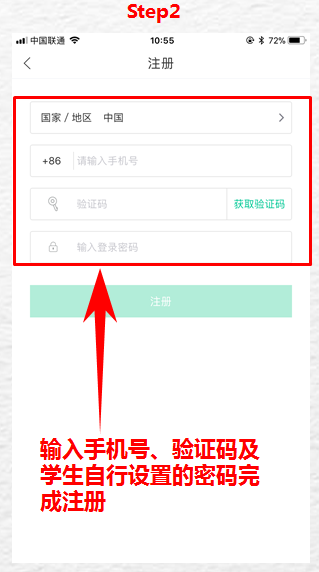 Step2
中国联通 10:55 72%
注册
国家 / 地区 中国
+86 请输入手机号
验证码 获取验证码
输入登录密码
注册
输入手机号、验证码及
学生自行设置的密码完
成注册